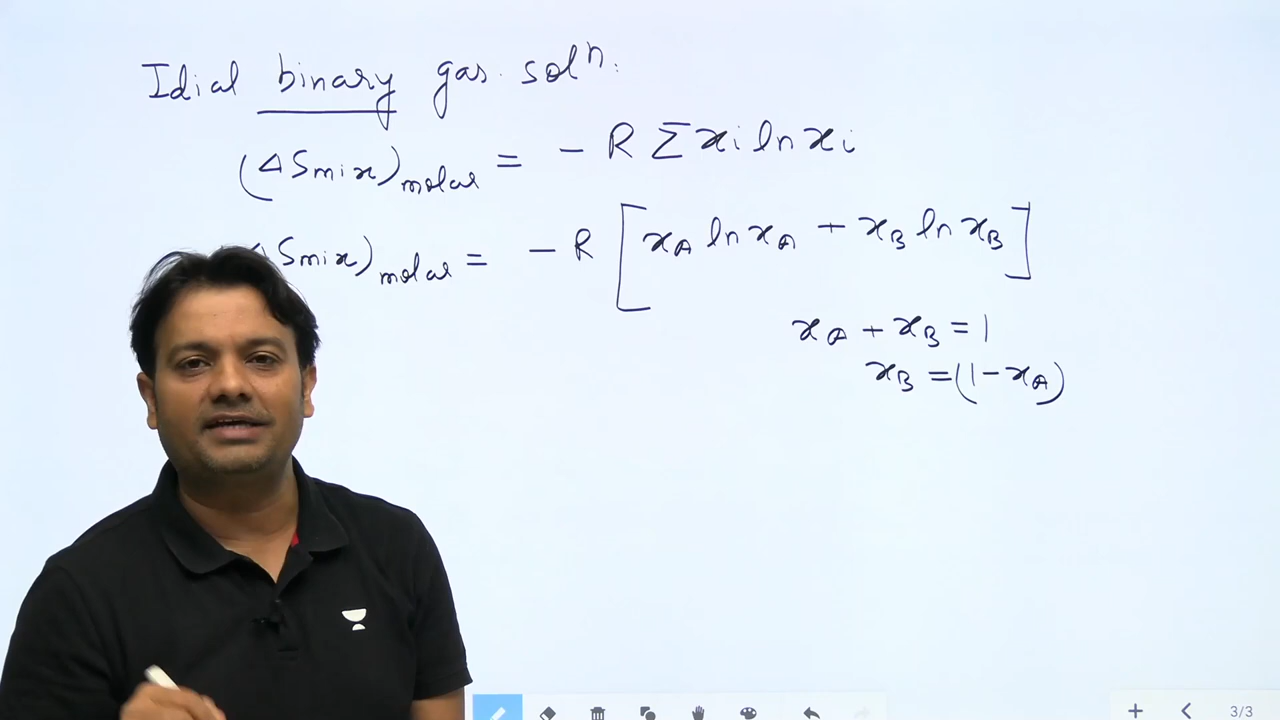 Idial binary gas. solⁿ.
(ΔSmix)molar = - R Σ xi ln xi
ΔSmix)molar = - R [xA ln xA + xB ln xB]
xA + xB = 1
xB = (1 - xA)
3/3